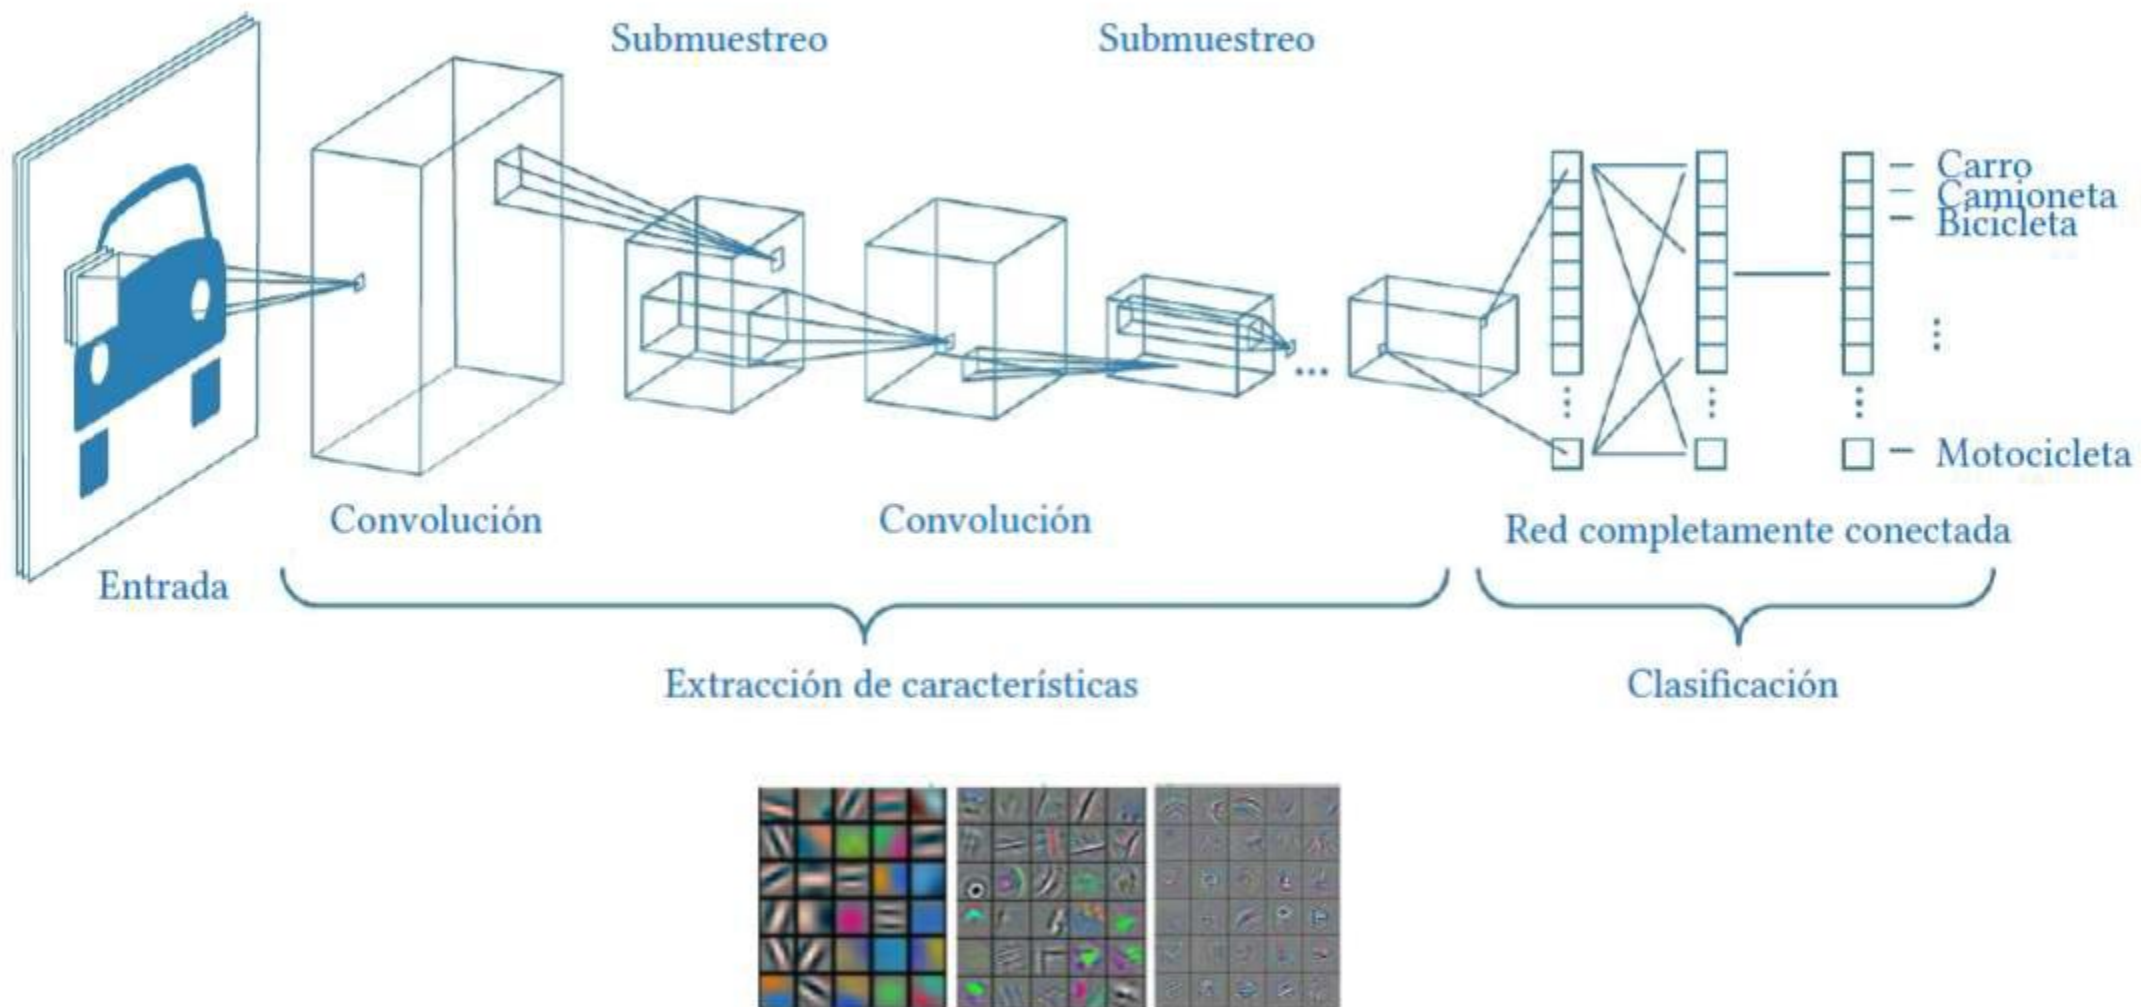 Submuestreo
Submuestreo
Carro
Camioneta
Bicicleta
Motocicleta
Convolución
Convolución
Red completamente conectada
Entrada
Extracción de características
Clasificación